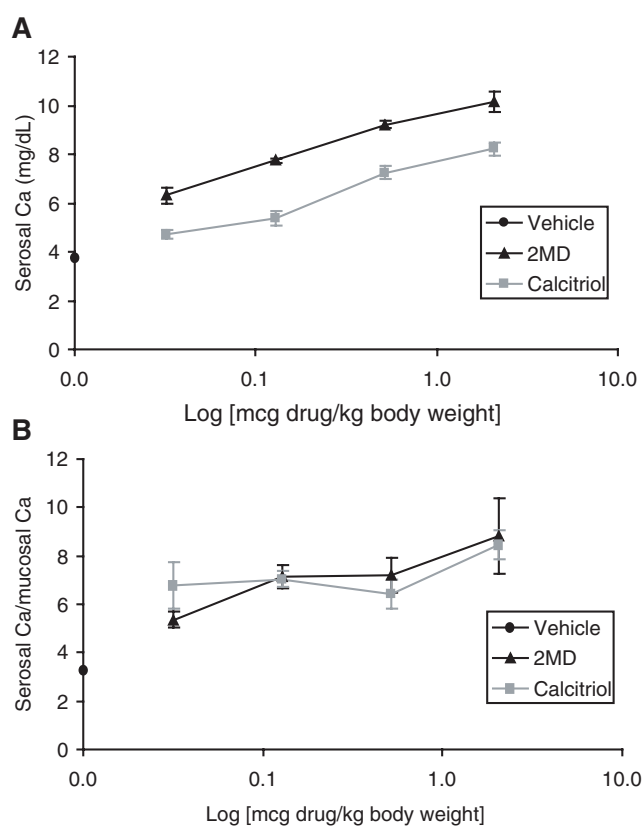 A
12
10
8
6
4
2
0
Serosal Ca (mg/dL)
Vehicle
2MD
Calcitriol
0.0 0.1 1.0 10.0
Log [mcg drug/kg body weight]
B
12
10
8
6
4
2
0
Serosal Ca/mucosal Ca
Vehicle
2MD
Calcitriol
0.0 0.1 1.0 10.0
Log [mcg drug/kg body weight]